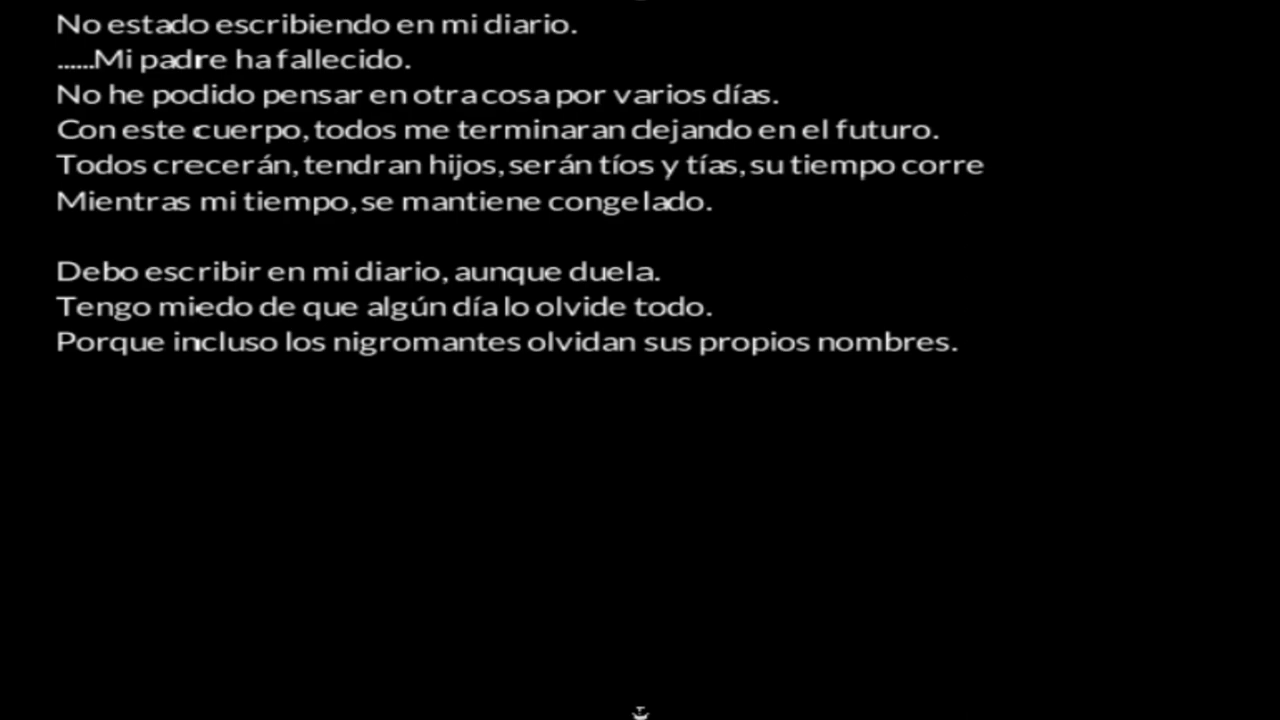 No estado escribiendo en mi diario.
......Mi padre ha fallecido.
No he podido pensar en otra cosa por varios días.
Con este cuerpo, todos me terminaran dejando en el futuro.
Todos crecerán, tendran hijos, serán tíos y tías, su tiempo corre
Mientras mi tiempo, se mantiene congelado.
Debo escribir en mi diario, aunque duela.
Tengo miedo de que algún día lo olvide todo.
Porque incluso los nigromantes olvidan sus propios nombres.